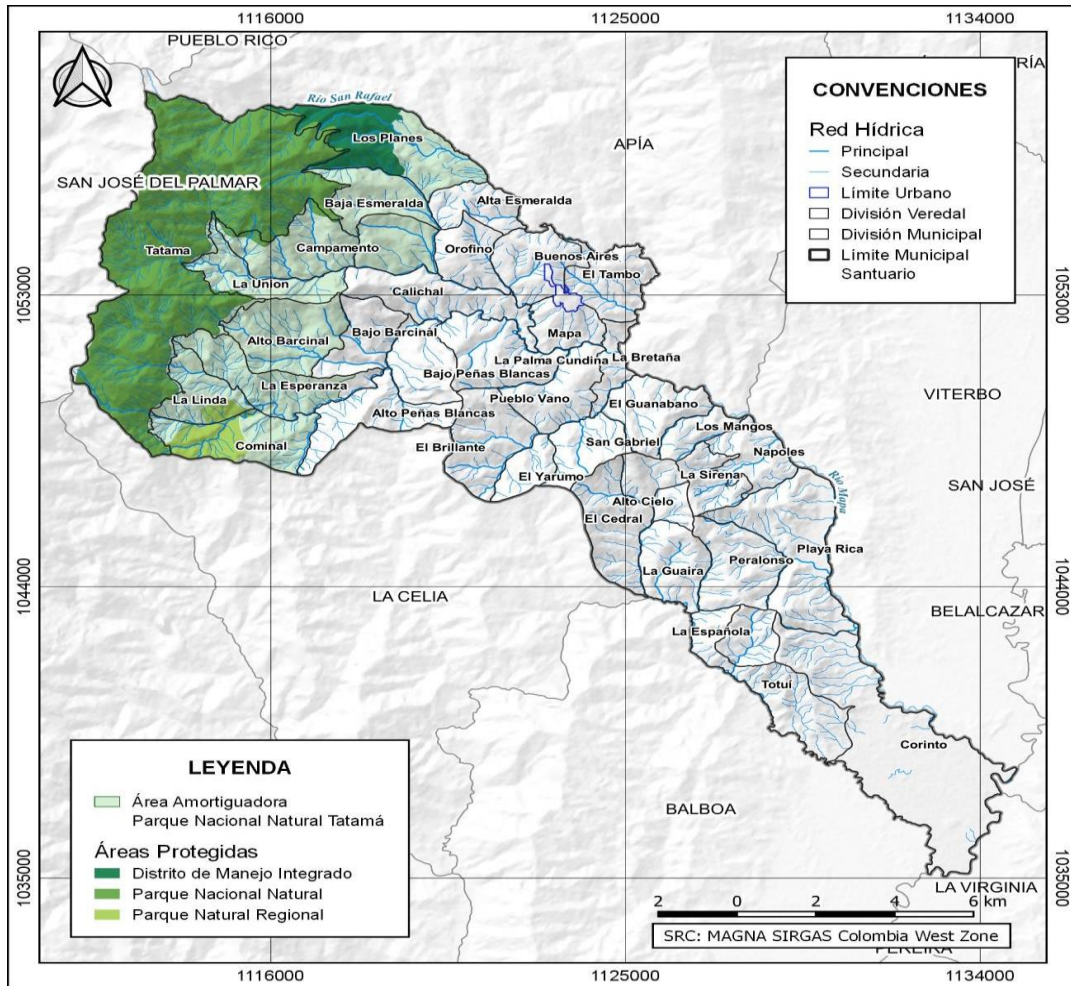 1116000
1125000
1134000
PUEBLO RICO
RÍA
CONVENCIONES
Red Hídrica
Principal
Secundaria
Límite Urbano
División Veredal
División Municipal
Límite Municipal
Santuario
Río San Rafael
Los Planes
APÍA
SAN JOSÉ DEL PALMAR
Baja Esmeralda
Alta Esmeralda
Tatama
Campamento
Orofino
Buenos Aires
El Tambo
La Union
Calichal
1053000
1053000
Alto Barcinal
Bajo Barcinál
Mapa
La Palma Cundina
La Bretaña
Bajo Peñas Blancas
La Esperanza
La Linda
Pueblo Vano
El Guanabano
VITERBO
Alto Peñas Blancas
Los Mangos
Cominal
El Brillante
San Gabriel
Napoles
El Yarumo
La Sirena
Río Mapa
SAN JOSÉ
Alto Cielo
El Cedral
Playa Rica
Peralonso
La Guaira
1044000
1044000
LA CELIA
BELALCAZAR
La Española
Totuí
Corinto
LEYENDA
Área Amortiguadora
Parque Nacional Natural Tatamá
Áreas Protegidas
Distrito de Manejo Integrado
Parque Nacional Natural
Parque Natural Regional
BALBOA
1035000
1035000
LA VIRGINIA
2 0 2 4 6 km
SRC: MAGNA SIRGAS Colombia West Zone
PEREIRA
1116000
1125000
1134000